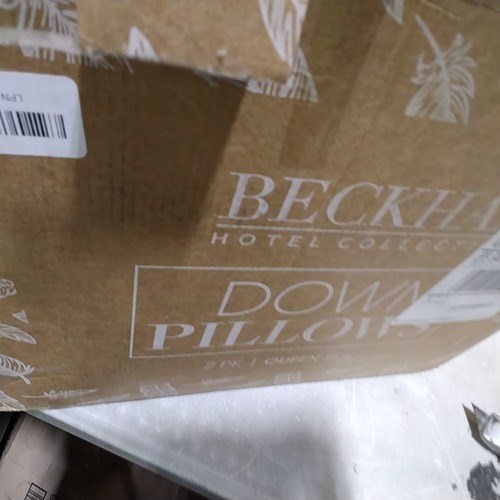 LPN
BECKHA
HOTEL COLLECT
DOWN
PILLOWS
2 PK | QUEEN